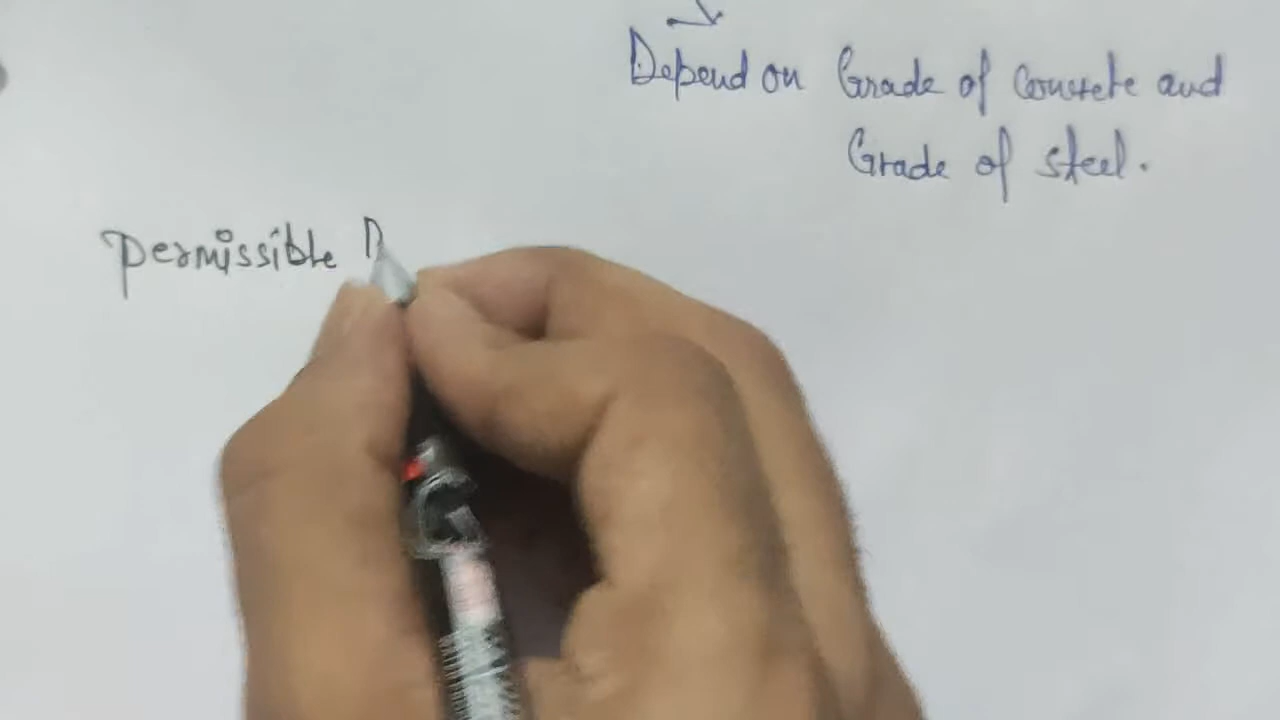 Depend on Grade of concrete and
Grade of steel.
Permissible